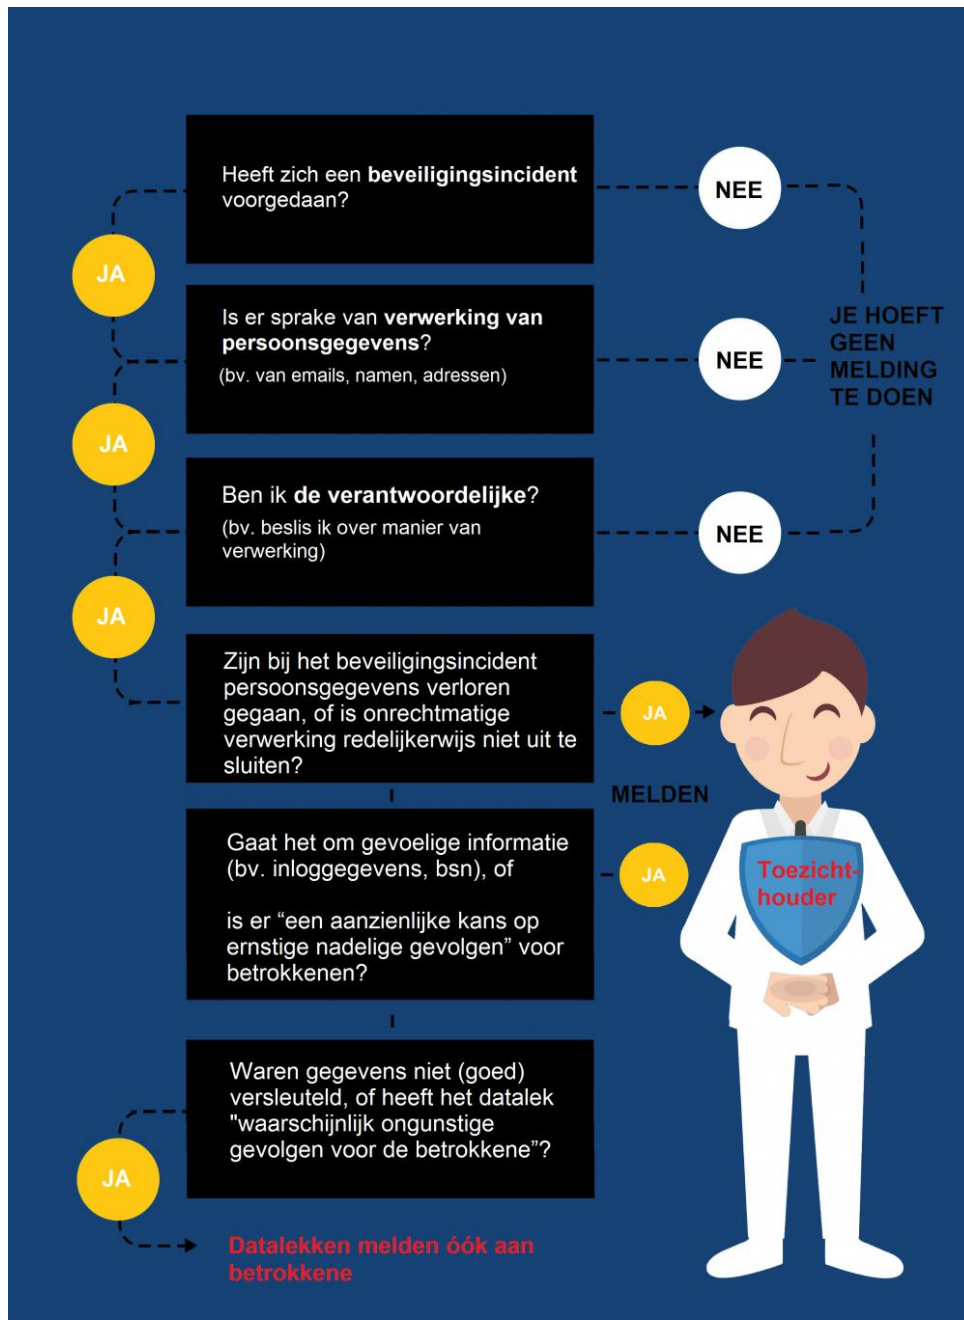 Heeft zich een beveiligingsincident
voorgedaan?
NEE
JA
Is er sprake van verwerking van
persoonsgegevens?
(bv. van emails, namen, adressen)
NEE
JE HOEFT
GEEN
MELDING
TE DOEN
JA
Ben ik de verantwoordelijke?
(bv. beslis ik over manier van
verwerking)
NEE
JA
Zijn bij het beveiligingsincident
persoonsgegevens verloren
gegaan, of is onrechtmatige
verwerking redelijkerwijs niet uit te
sluiten?
JA
MELDEN
Gaat het om gevoelige informatie
(bv. inloggegevens, bsn), of
is er “een aanzienlijke kans op
ernstige nadelige gevolgen” voor
betrokkenen?
JA
Toezicht-
houder
Waren gegevens niet (goed)
versleuteld, of heeft het datalek
"waarschijnlijk ongunstige
gevolgen voor de betrokkene”?
JA
Datalekken melden óók aan
betrokkene